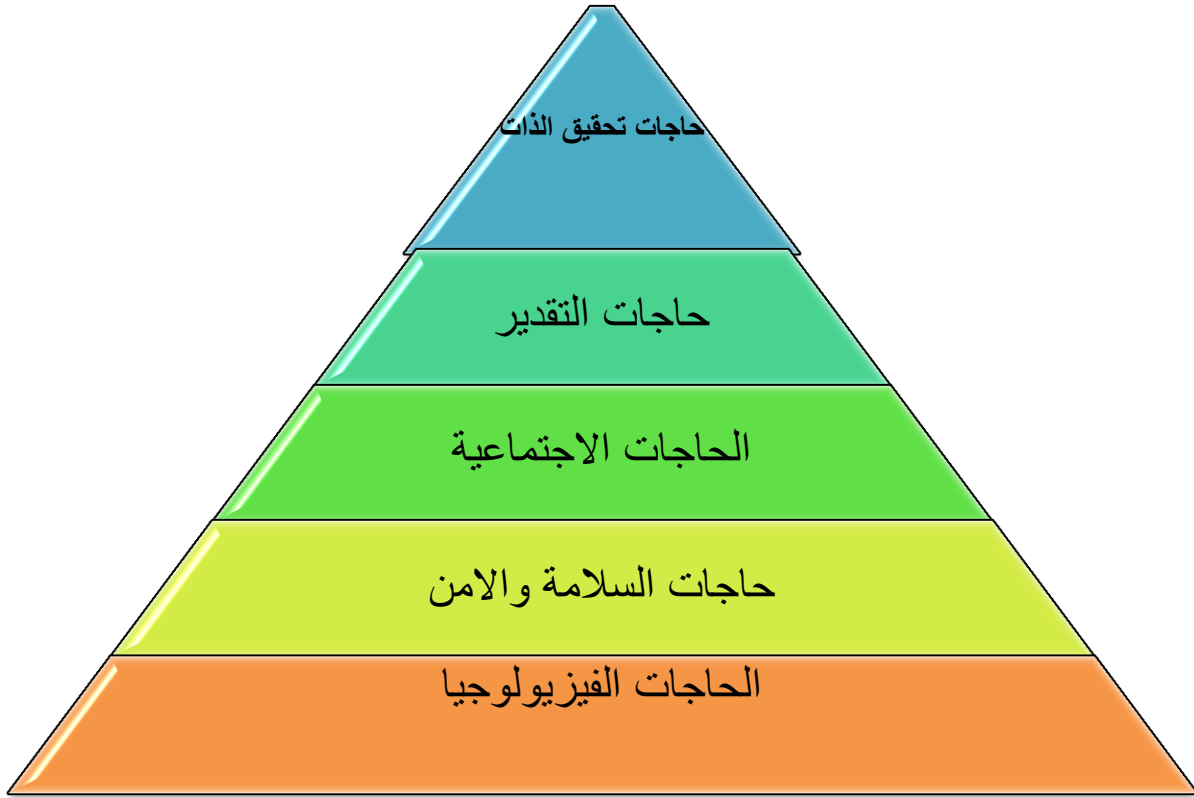 حاجات تحقيق الذات
حاجات التقدير
الحاجات الاجتماعية
حاجات السلامة والامن
الحاجات الفيزيولوجيا